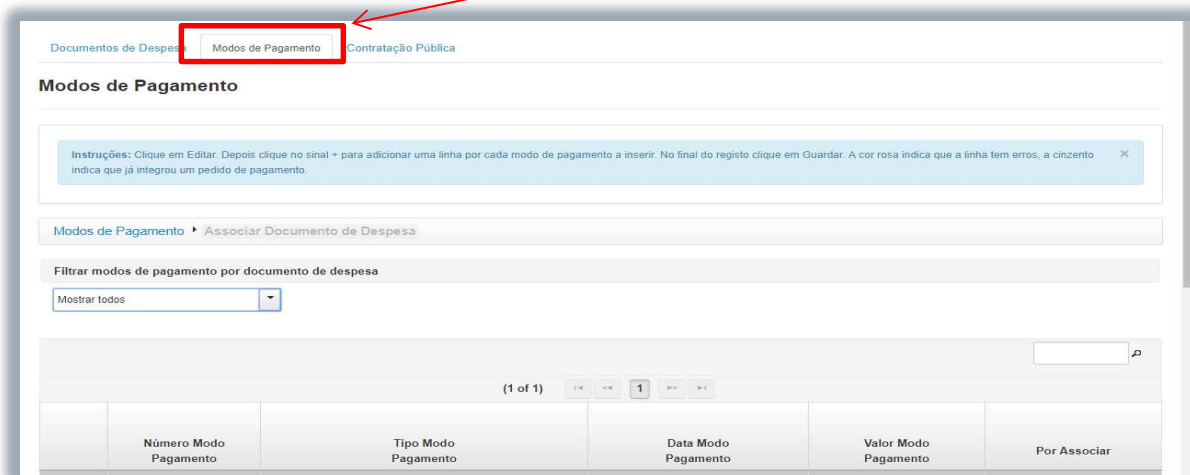 Documentos de Despesa Modos de Pagamento Contratação Pública
Modos de Pagamento
Instruções: Clique em Editar. Depois clique no sinal + para adicionar uma linha por cada modo de pagamento a inserir. No final do registo clique em Guardar. A cor rosa indica que a linha tem erros, a cinzento
indica que já integrou um pedido de pagamento.
Modos de Pagamento Associar Documento de Despesa
Filtrar modos de pagamento por documento de despesa
Mostrar todos
(1 of 1) 1
Número Modo Pagamento Tipo Modo Pagamento Data Modo Pagamento Valor Modo Pagamento Por Associar